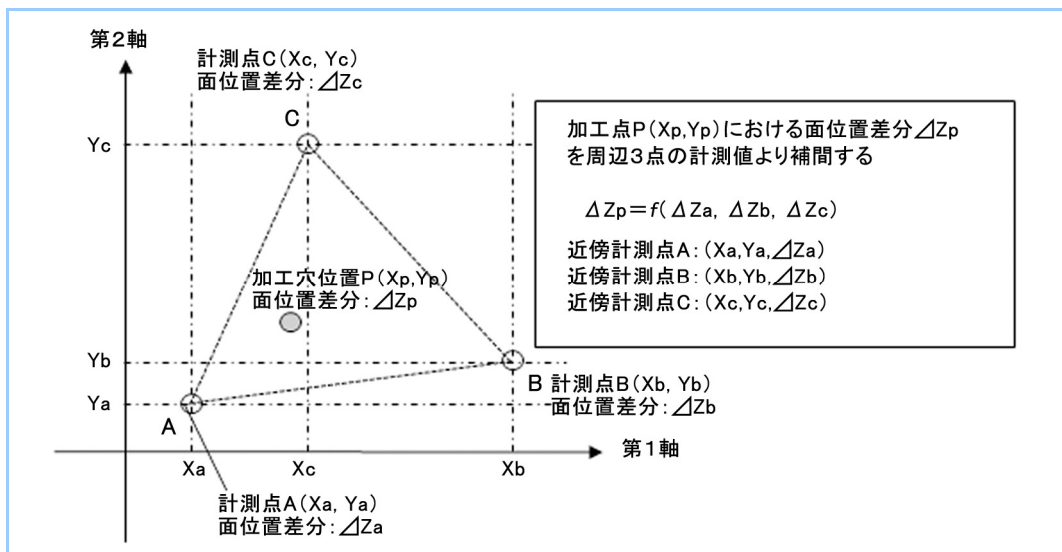 第2軸
計測点C(Xc, Yc)
面位置差分:⊿Zc
C
Yc
加工点P(Xp,Yp)における面位置差分⊿Zp
を周辺3点の計測値より補間する
ΔZp=f(ΔZa, ΔZb, ΔZc)
近傍計測点A:(Xa,Ya,⊿Za)
近傍計測点B:(Xb,Yb,⊿Zb)
近傍計測点C:(Xc,Yc,⊿Zc)
加工穴位置P(Xp,Yp)
面位置差分:⊿Zp
Yb
Ya
A
B
計測点B(Xb, Yb)
面位置差分:⊿Zb
Xa
Xc
Xb
第1軸
計測点A(Xa, Ya)
面位置差分:⊿Za